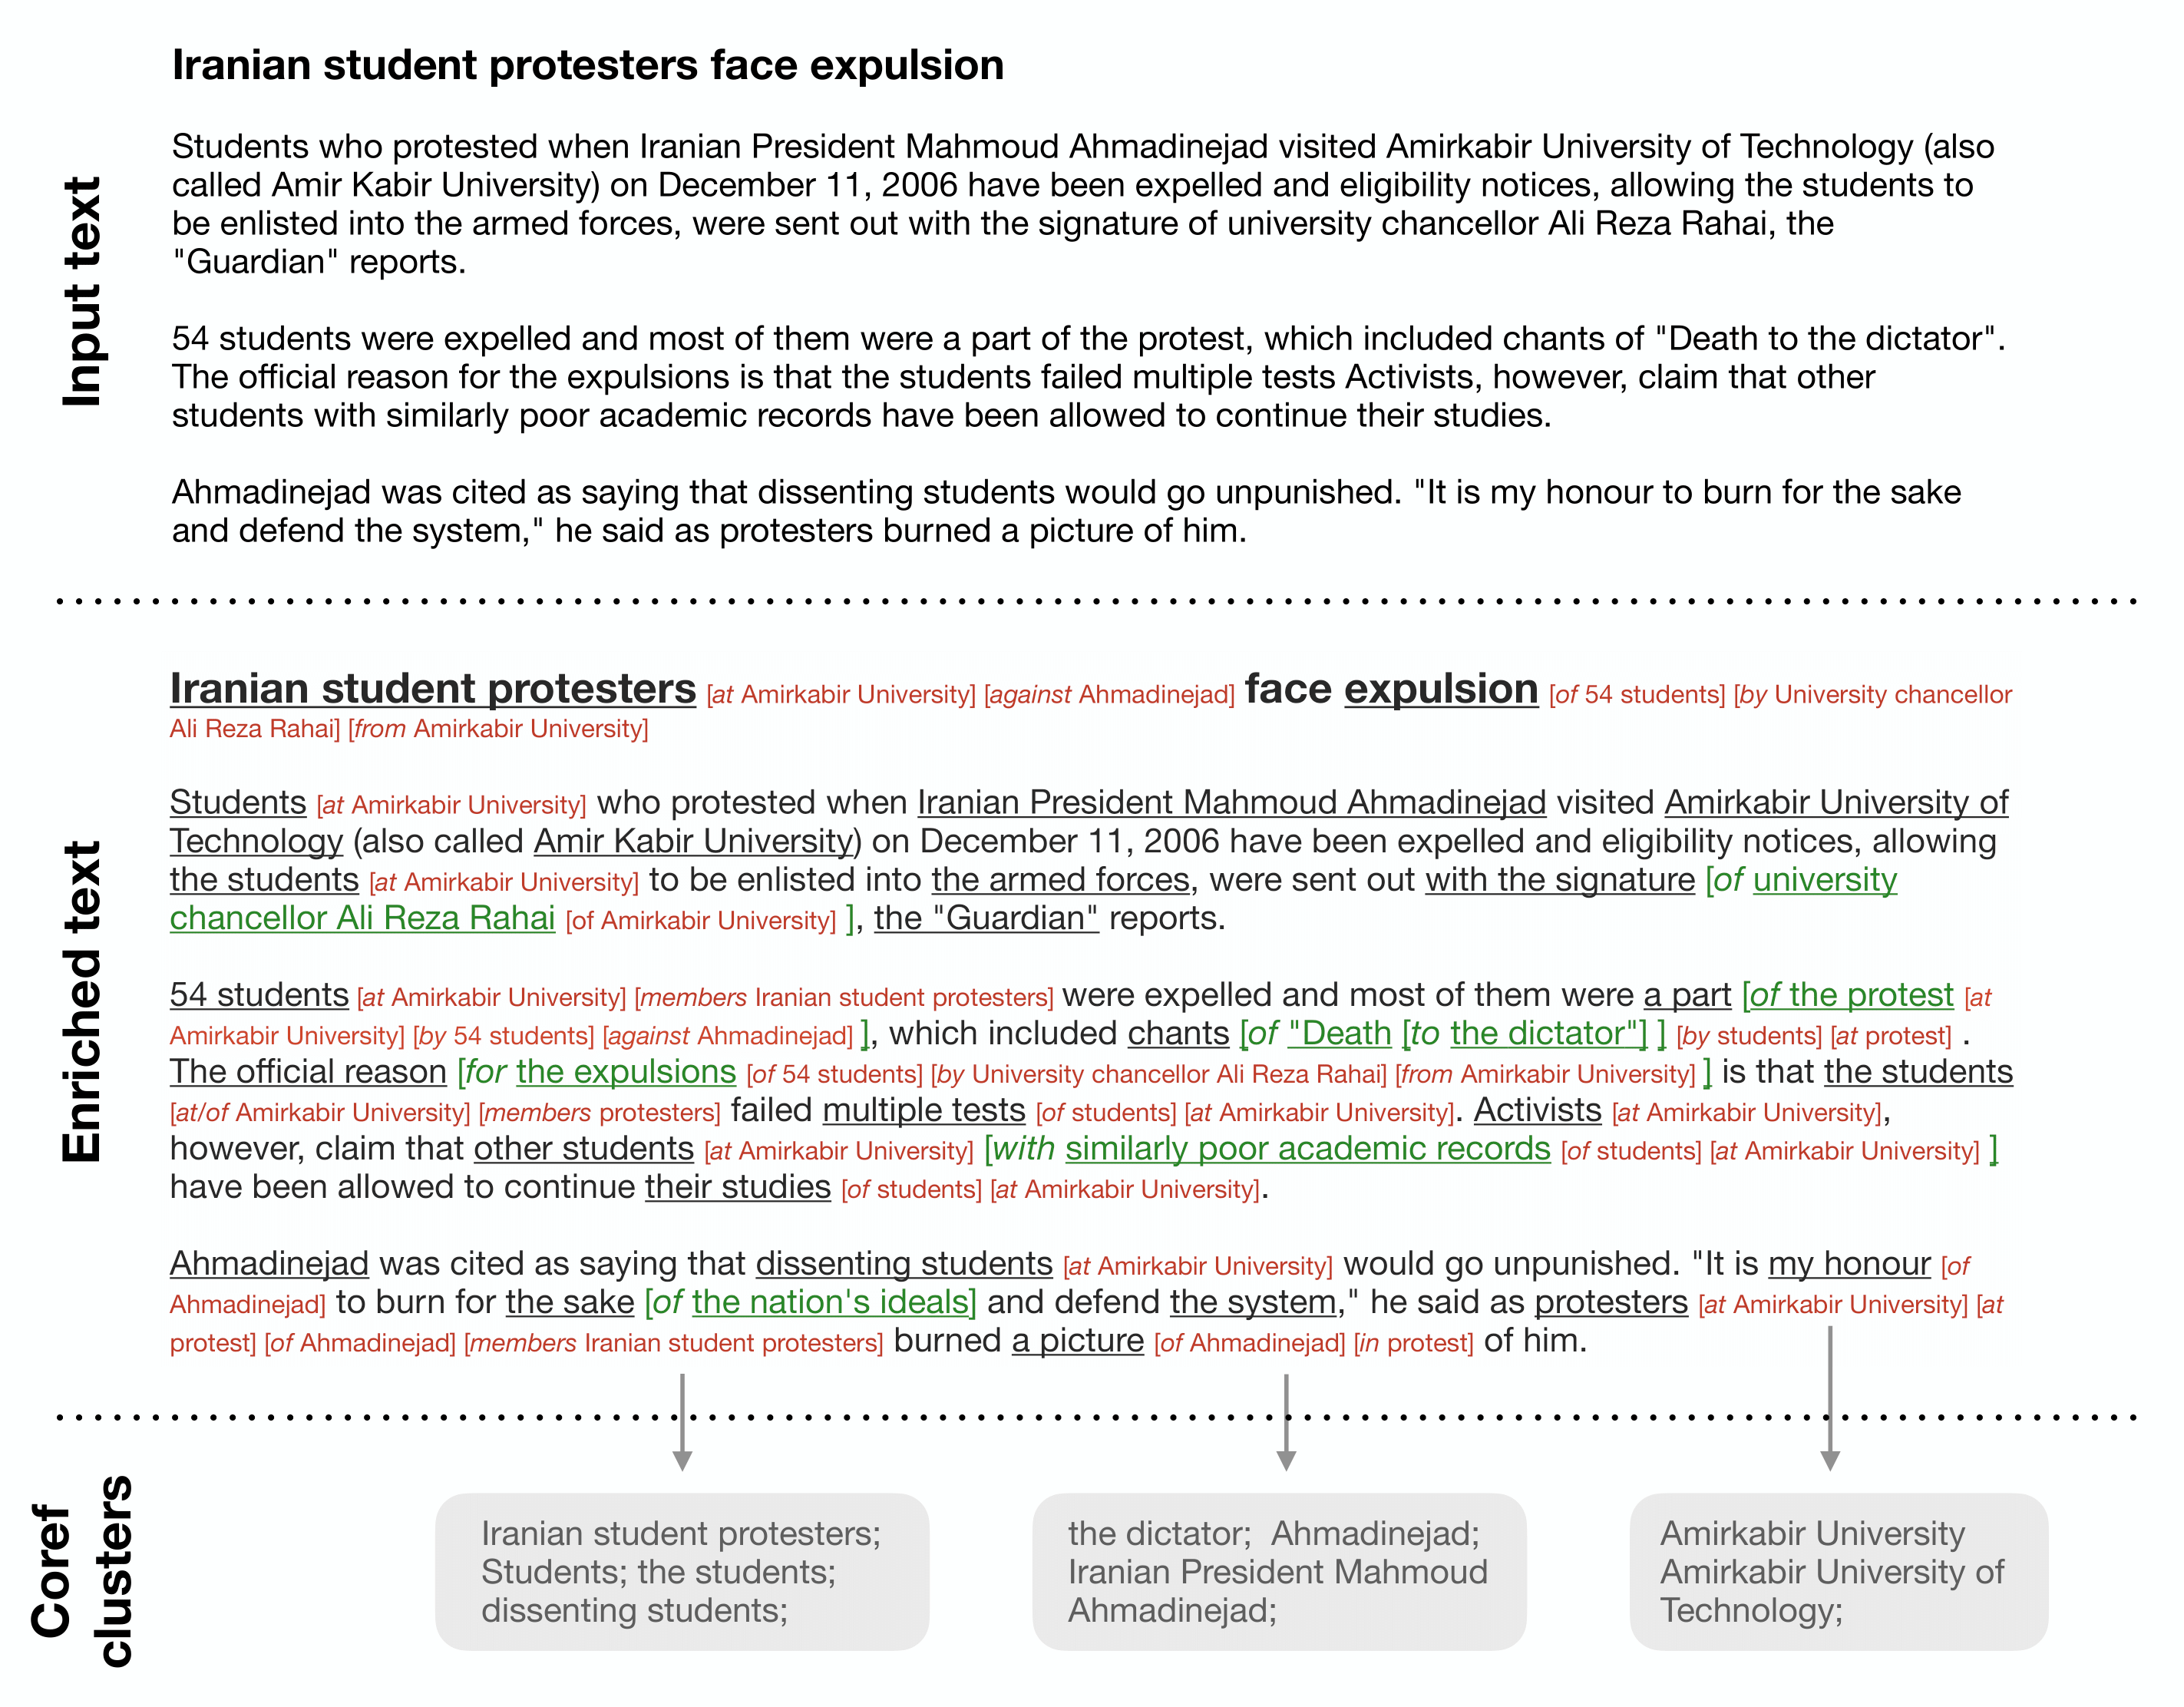 Input text
Iranian student protesters face expulsion
Students who protested when Iranian President Mahmoud Ahmadinejad visited Amirkabir University of Technology (also
called Amir Kabir University) on December 11, 2006 have been expelled and eligibility notices, allowing the students to
be enlisted into the armed forces, were sent out with the signature of university chancellor Ali Reza Rahai, the
"Guardian" reports.
54 students were expelled and most of them were a part of the protest, which included chants of "Death to the dictator".
The official reason for the expulsions is that the students failed multiple tests Activists, however, claim that other
students with similarly poor academic records have been allowed to continue their studies.
Ahmadinejad was cited as saying that dissenting students would go unpunished. "It is my honour to burn for the sake
and defend the system," he said as protesters burned a picture of him.
Enriched text
Iranian student protesters [at Amirkabir University] [against Ahmadinejad] face expulsion [of 54 students] [by University chancellor
Ali Reza Rahai] [from Amirkabir University]
Students [at Amirkabir University] who protested when Iranian President Mahmoud Ahmadinejad visited Amirkabir University of
Technology (also called Amir Kabir University) on December 11, 2006 have been expelled and eligibility notices, allowing
the students [at Amirkabir University] to be enlisted into the armed forces, were sent out with the signature [of university
chancellor Ali Reza Rahai [of Amirkabir University] ], the "Guardian" reports.
54 students [at Amirkabir University] [members Iranian student protesters] were expelled and most of them were a part [of the protest [at
Amirkabir University] [by 54 students] [against Ahmadinejad] ], which included chants [of "Death [to the dictator"] ] [by students] [at protest] .
The official reason [for the expulsions [of 54 students] [by University chancellor Ali Reza Rahai] [from Amirkabir University] ] is that the students
[at/of Amirkabir University] [members protesters] failed multiple tests [of students] [at Amirkabir University]. Activists [at Amirkabir University],
however, claim that other students [at Amirkabir University] [with similarly poor academic records [of students] [at Amirkabir University] ]
have been allowed to continue their studies [of students] [at Amirkabir University].
Ahmadinejad was cited as saying that dissenting students [at Amirkabir University] would go unpunished. "It is my honour [of
Ahmadinejad] to burn for the sake [of the nation's ideals] and defend the system," he said as protesters [at Amirkabir University] [at
protest] [of Ahmadinejad] [members Iranian student protesters] burned a picture [of Ahmadinejad] [in protest] of him.
Coref
clusters
Iranian student protesters;
Students; the students;
dissenting students;
the dictator; Ahmadinejad;
Iranian President Mahmoud
Ahmadinejad;
Amirkabir University
Amirkabir University of
Technology;